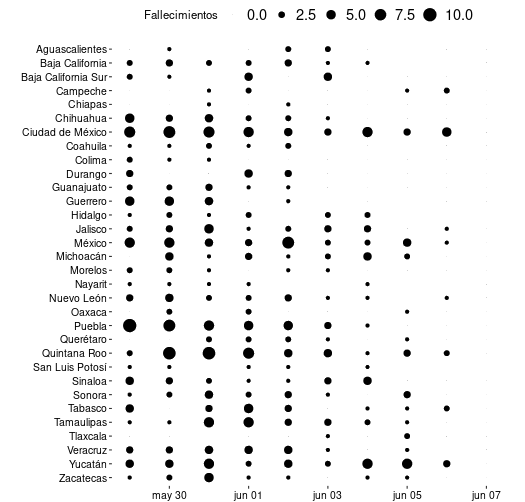 Fallecimientos 0.0 2.5 5.0 7.5 10.0
Aguascalientes
Baja California
Baja California Sur
Campeche
Chiapas
Chihuahua
Ciudad de México
Coahuila
Colima
Durango
Guanajuato
Guerrero
Hidalgo
Jalisco
México
Michoacán
Morelos
Nayarit
Nuevo León
Oaxaca
Puebla
Querétaro
Quintana Roo
San Luis Potosí
Sinaloa
Sonora
Tabasco
Tamaulipas
Tlaxcala
Veracruz
Yucatán
Zacatecas
may 30 jun 01 jun 03 jun 05 jun 07